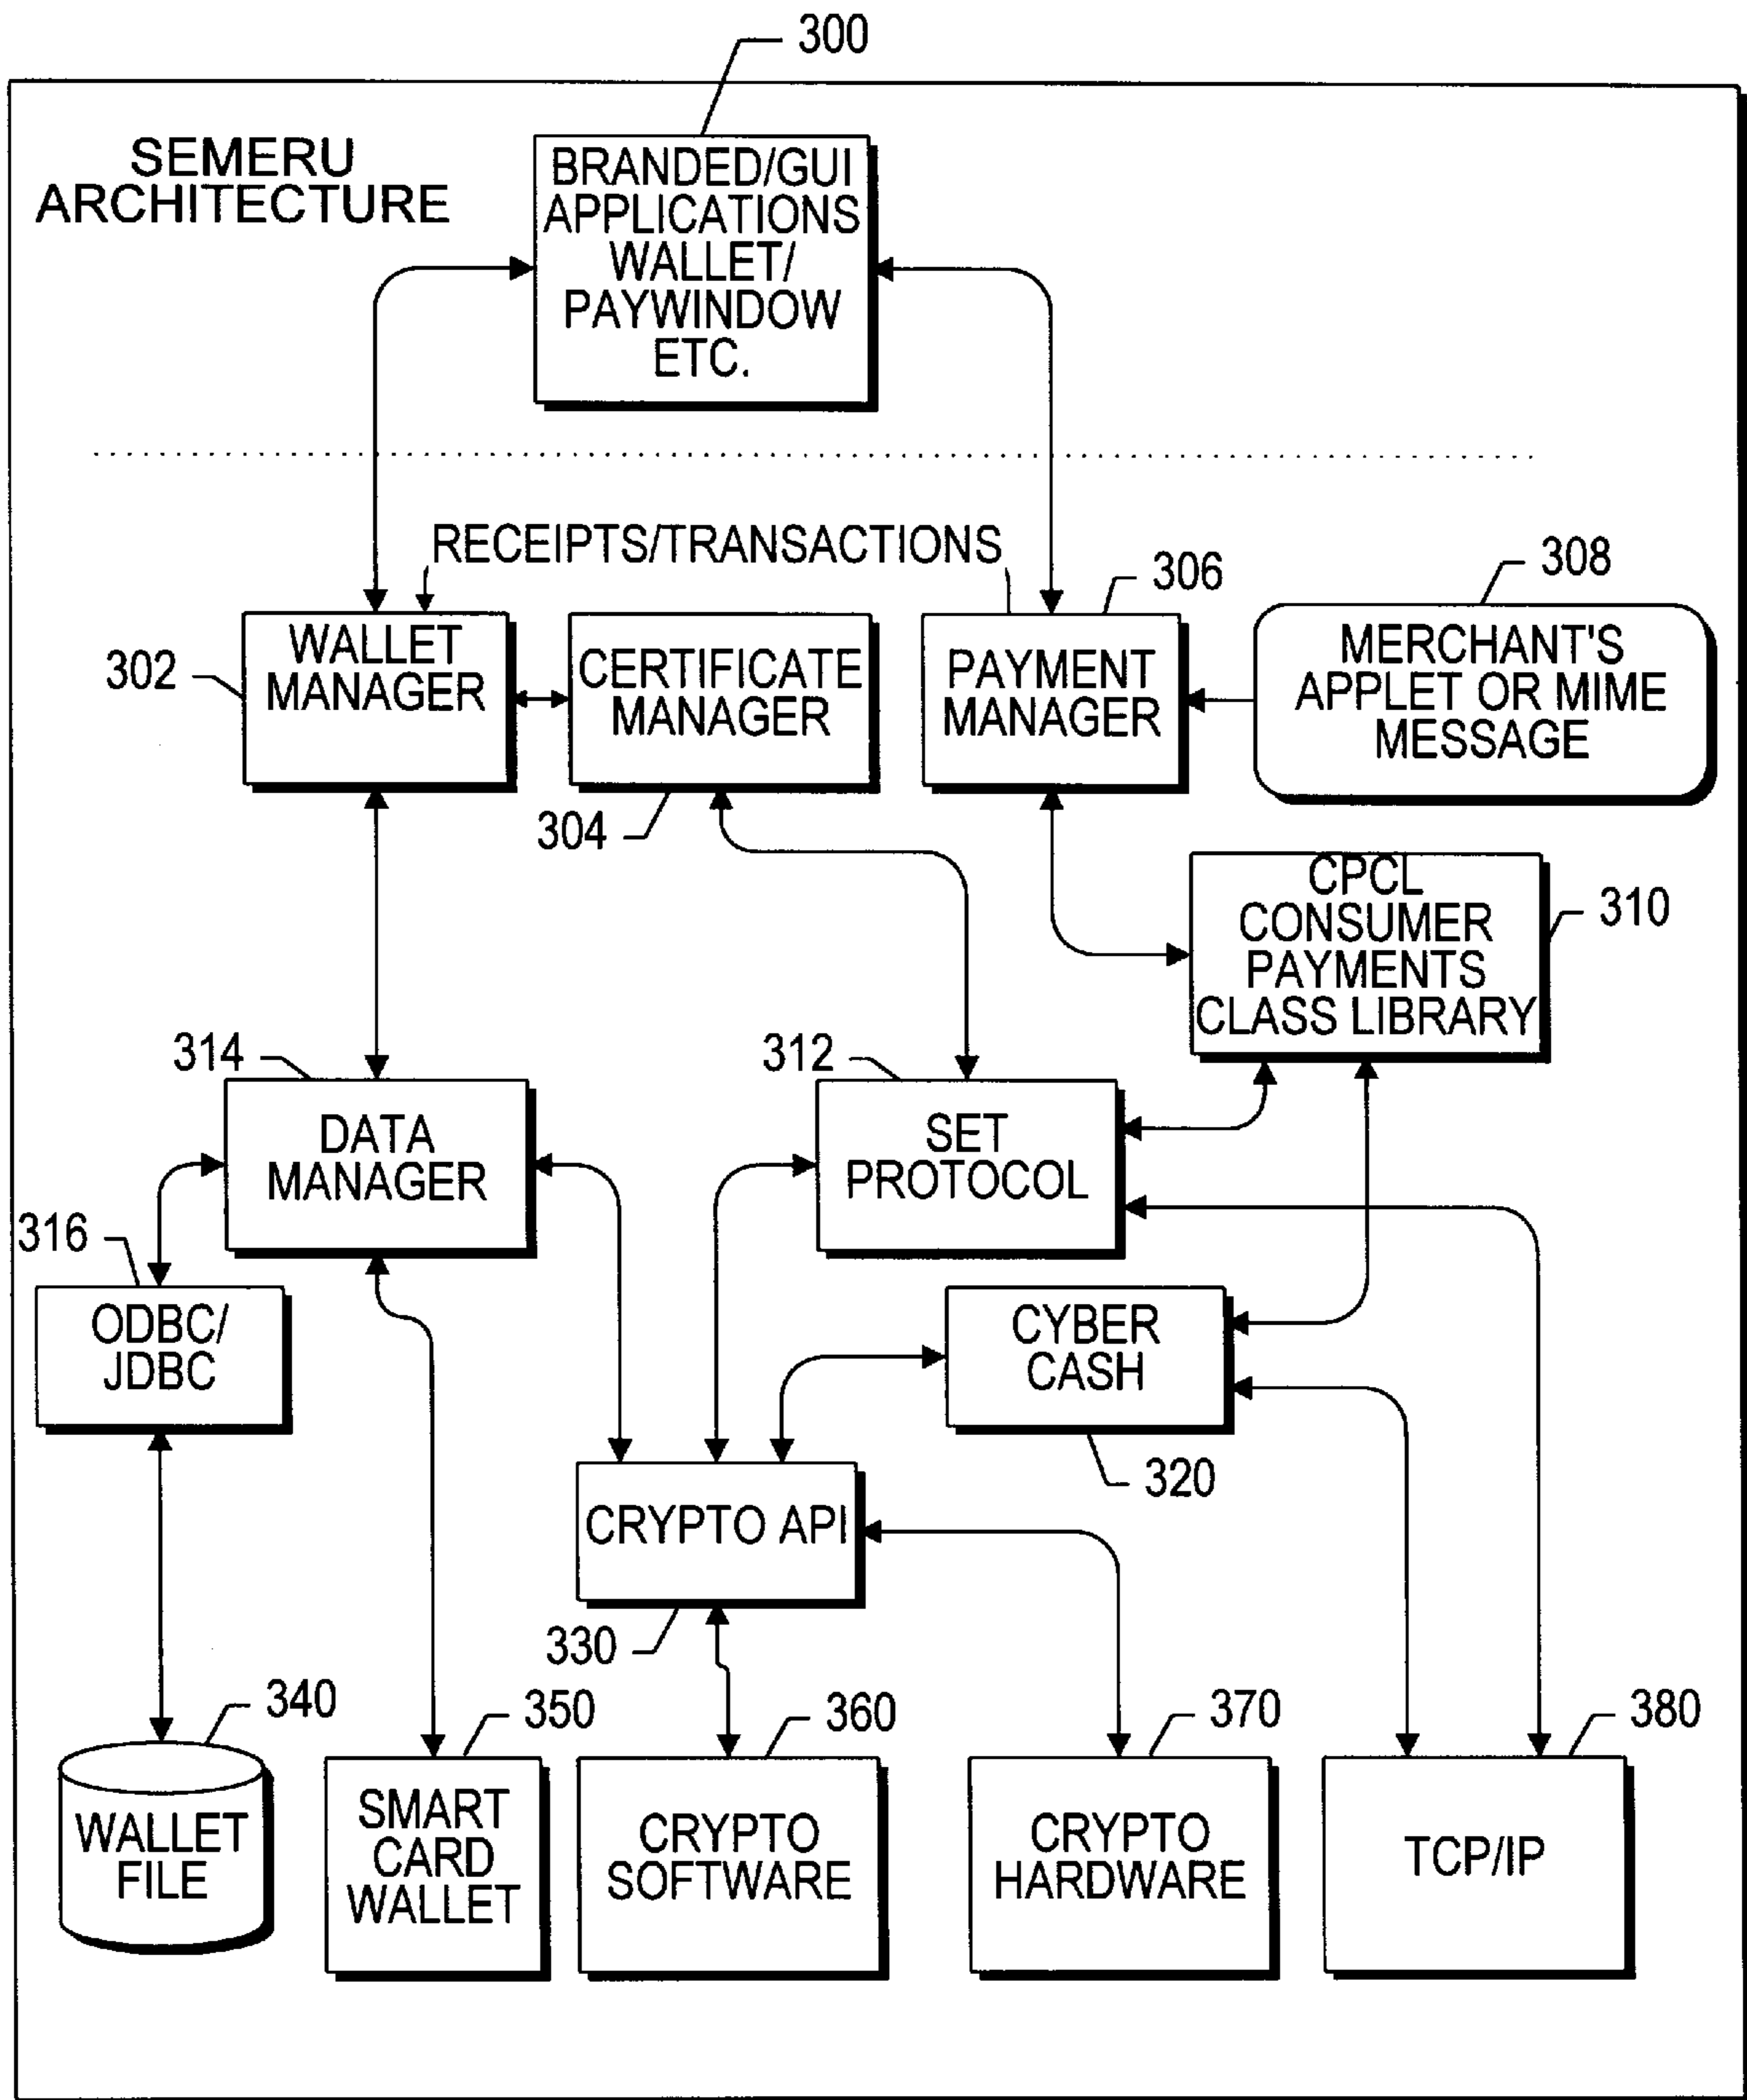 300
SEMERU
ARCHITECTURE
BRANDED/GUI
APPLICATIONS
WALLET/
PAYWINDOW
ETC.
RECEIPTS/TRANSACTIONS
306
308
302
WALLET
MANAGER
CERTIFICATE
MANAGER
PAYMENT
MANAGER
MERCHANT'S
APPLET OR MIME
MESSAGE
304
CPCL
CONSUMER
PAYMENTS
CLASS LIBRARY
310
314
312
DATA
MANAGER
SET
PROTOCOL
316
ODBC/
JDBC
CYBER
CASH
320
CRYPTO API
330
340
350
360
370
380
WALLET
FILE
SMART
CARD
WALLET
CRYPTO
SOFTWARE
CRYPTO
HARDWARE
TCP/IP